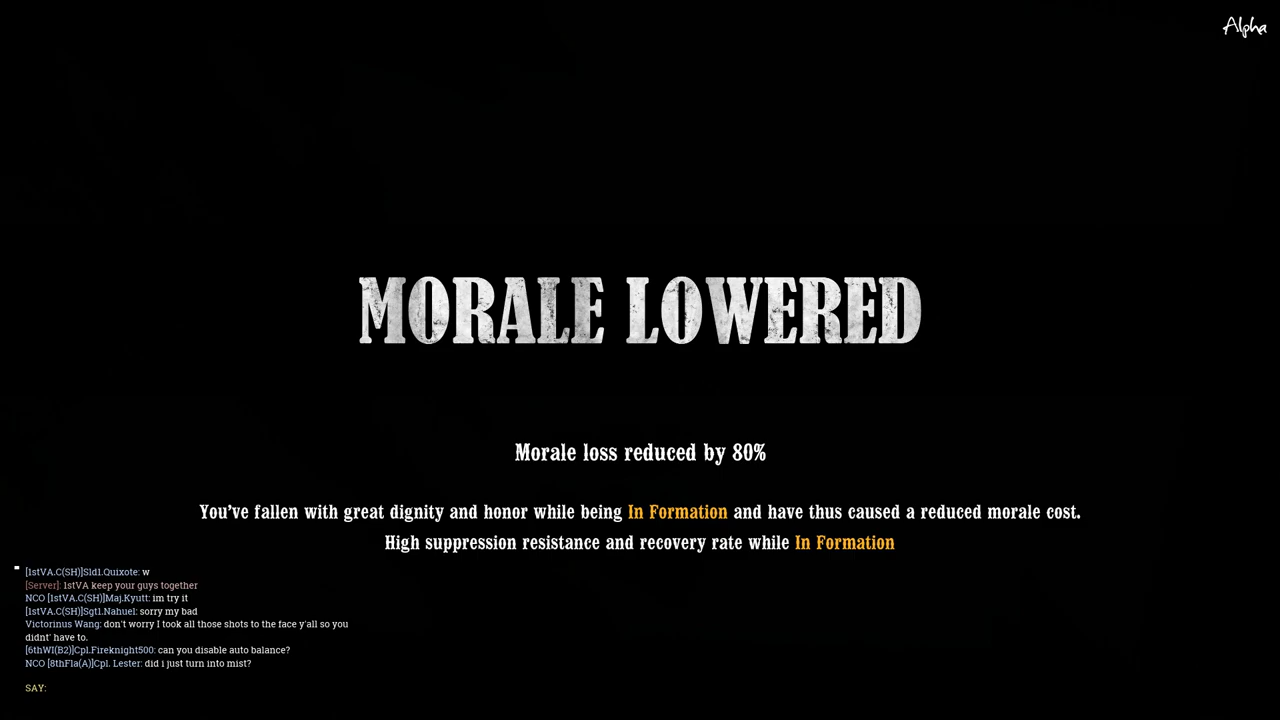 Alpha
MORALE LOWERED
Morale loss reduced by 80%
You've fallen with great dignity and honor while being In Formation and have thus caused a reduced morale cost.
High suppression resistance and recovery rate while In Formation
[1stVA.C(SH)]Sld1.Quixote: w
[Server]: 1stVA keep your guys together
NCO [1stVA.C(SH)]Maj.Kyutt: im try it
[1stVA.C(SH)]Sgt1.Nahuel: sorry my bad
Victorinus Wang: don't worry I took all those shots to the face y'all so you
didnt' have to.
[6thWI(B2)]Cpl.Fireknight500: can you disable auto balance?
NCO [8thFla(A)]Cpl. Lester: did i just turn into mist?
SAY: